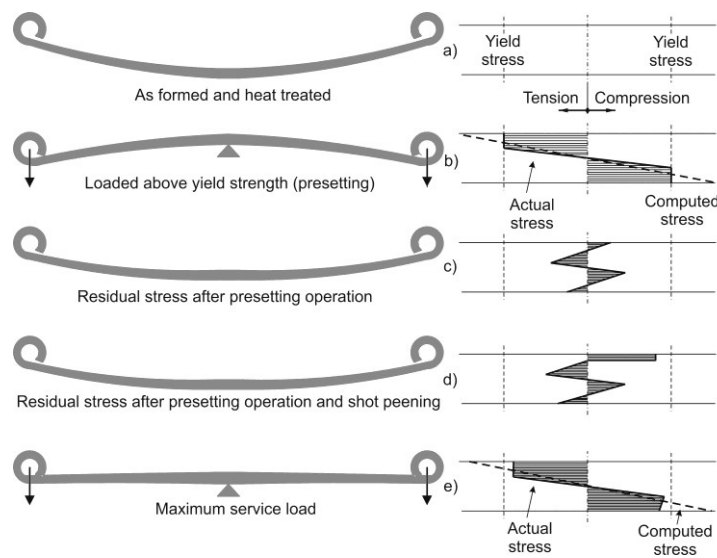 Yield
stress
Yield
stress
a)
As formed and heat treated
Tension
Compression
b)
Loaded above yield strength (presetting)
Actual
stress
Computed
stress
c)
Residual stress after presetting operation
d)
Residual stress after presetting operation and shot peening
e)
Maximum service load
Actual
stress
Computed
stress